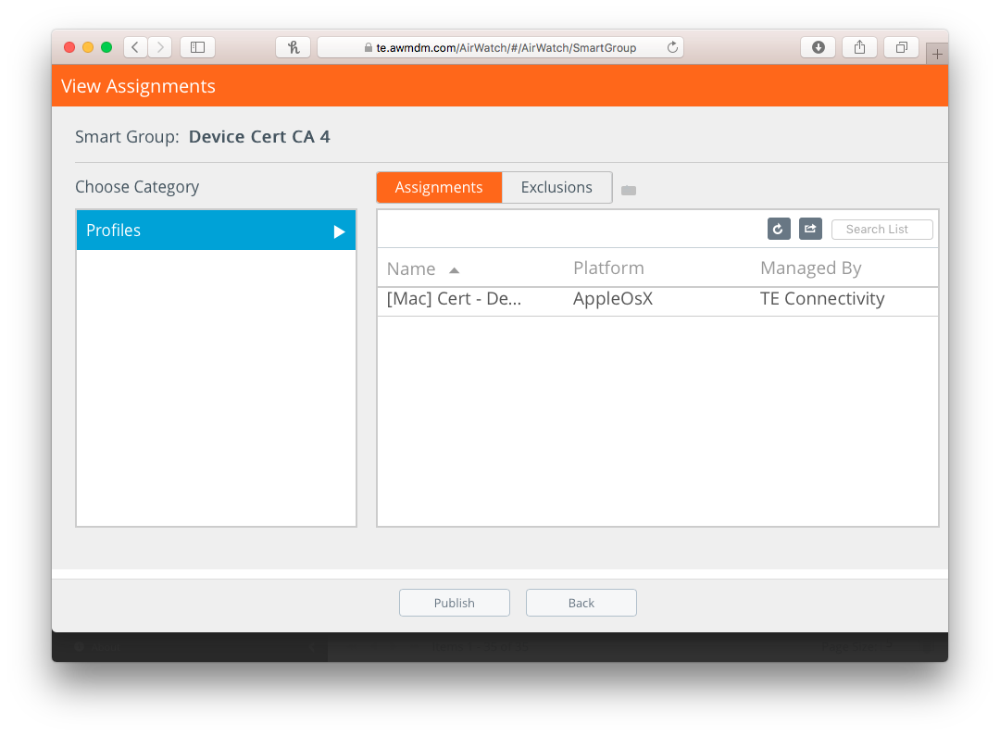 te.awmdm.com/AirWatch/#/AirWatch/SmartGroup
View Assignments
Smart Group: Device Cert CA 4
Choose Category
Assignments Exclusions
Profiles
Search List
Name Platform Managed By
[Mac] Cert - De... AppleOsX TE Connectivity
Publish Back